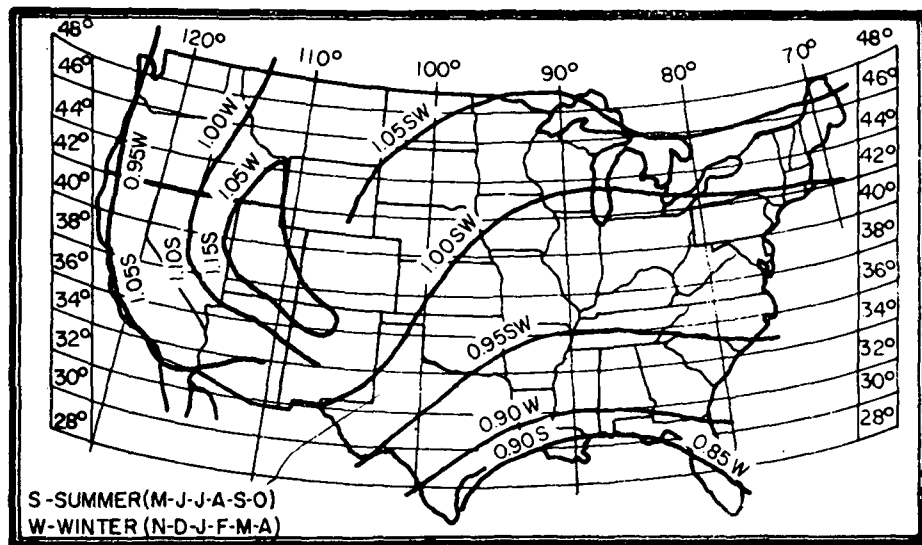 120°
110°
100°
90°
80°
70°
48°
46°
44°
42°
40°
38°
36°
34°
32°
30°
28°
48°
46°
44°
42°
40°
38°
36°
34°
32°
30°
28°
0.95W
1.00W
1.05W
1.05SW
1.00SW
1.05S
1.10S
1.15S
0.95SW
0.90W
0.90S
0.85W
S-SUMMER(M-J-J-A-S-O)
W-WINTER (N-D-J-F-M-A)